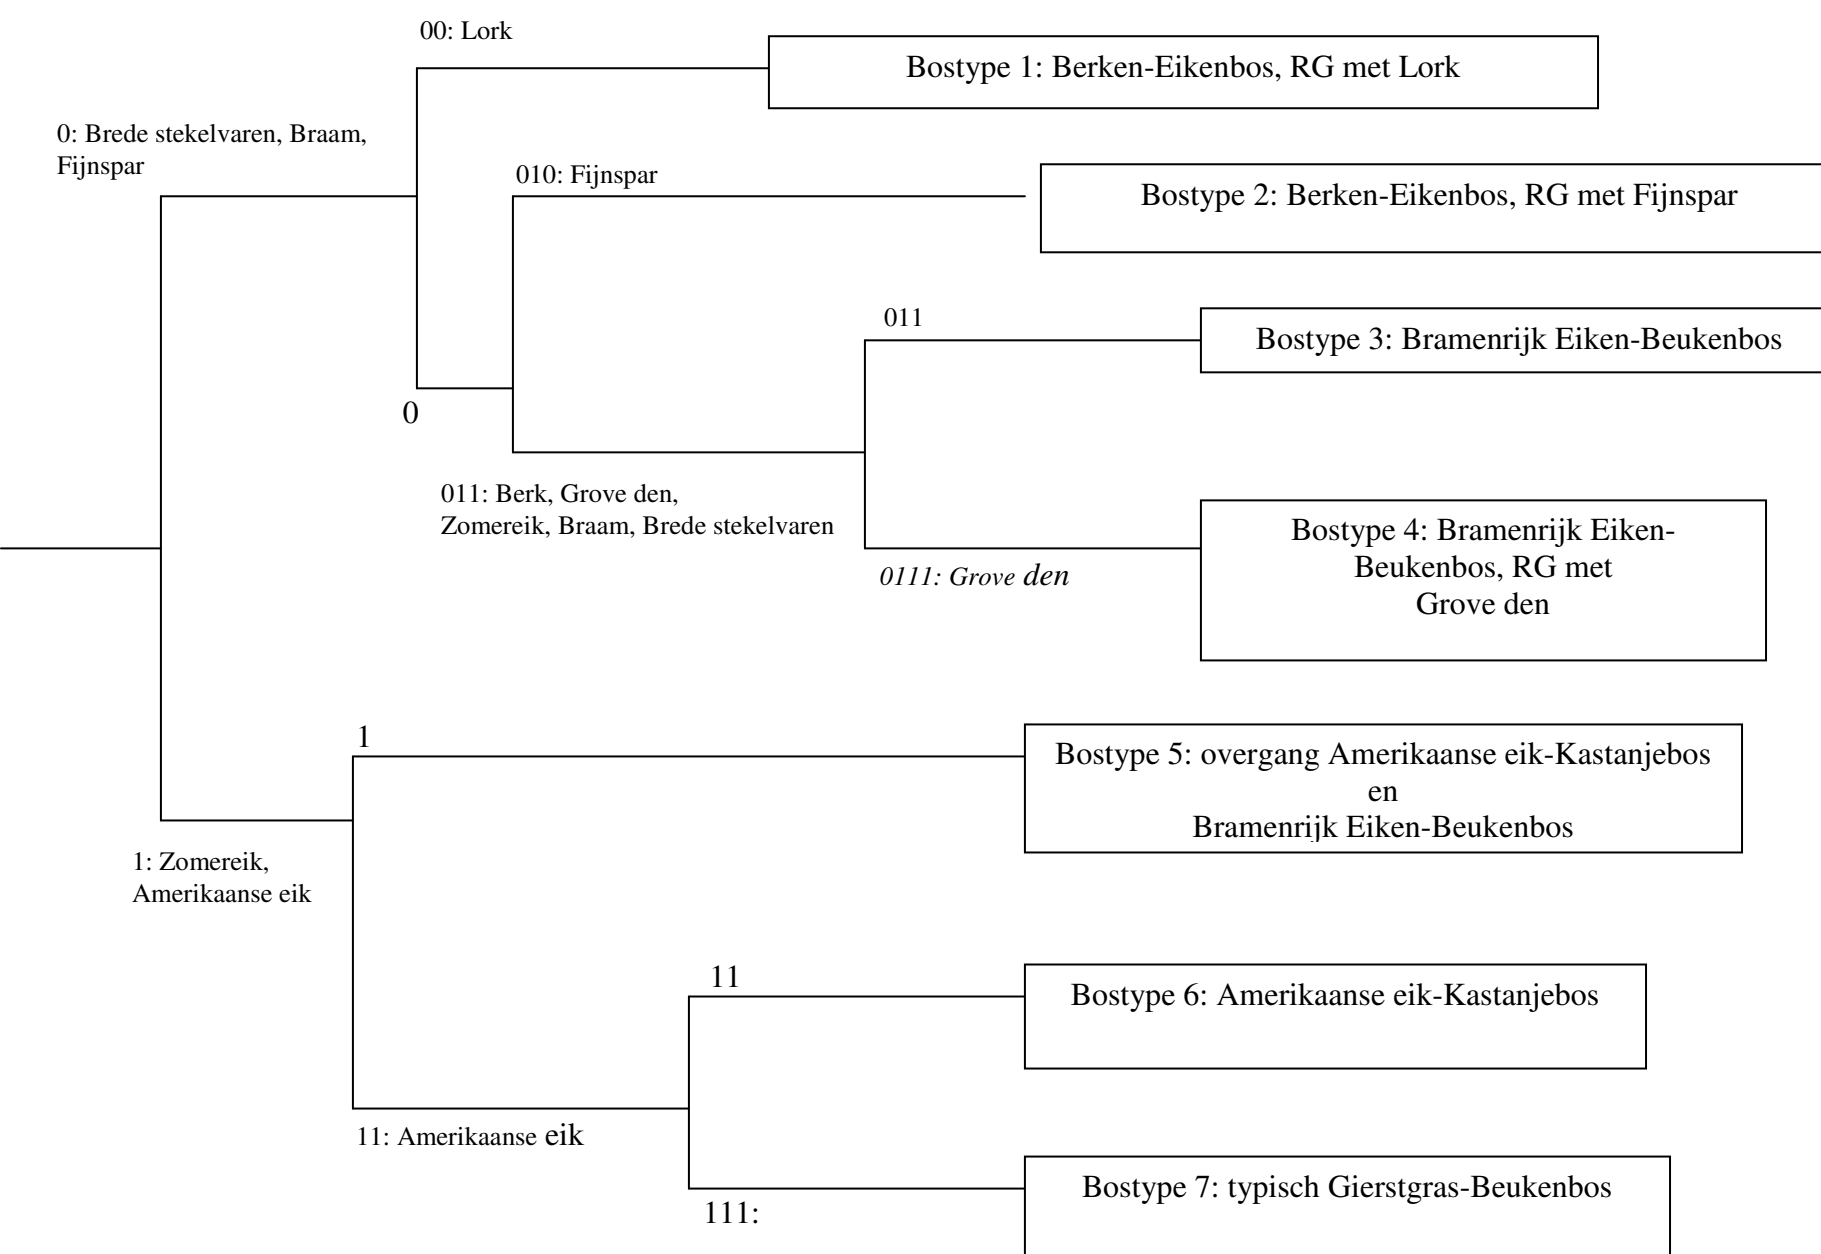 00: Lork
Bostype 1: Berken-Eikenbos, RG met Lork
0: Brede stekelvaren, Braam,
Fijnspar
010: Fijnspar
Bostype 2: Berken-Eikenbos, RG met Fijnspar
011
Bostype 3: Bramenrijk Eiken-Beukenbos
0
011: Berk, Grove den,
Zomereik, Braam, Brede stekelvaren
Bostype 4: Bramenrijk Eiken-
Beukenbos, RG met
Grove den
0111: Grove den
1
Bostype 5: overgang Amerikaanse eik-Kastanjebos
en
Bramenrijk Eiken-Beukenbos
1: Zomereik,
Amerikaanse eik
11
Bostype 6: Amerikaanse eik-Kastanjebos
11: Amerikaanse eik
Bostype 7: typisch Gierstgras-Beukenbos
111: